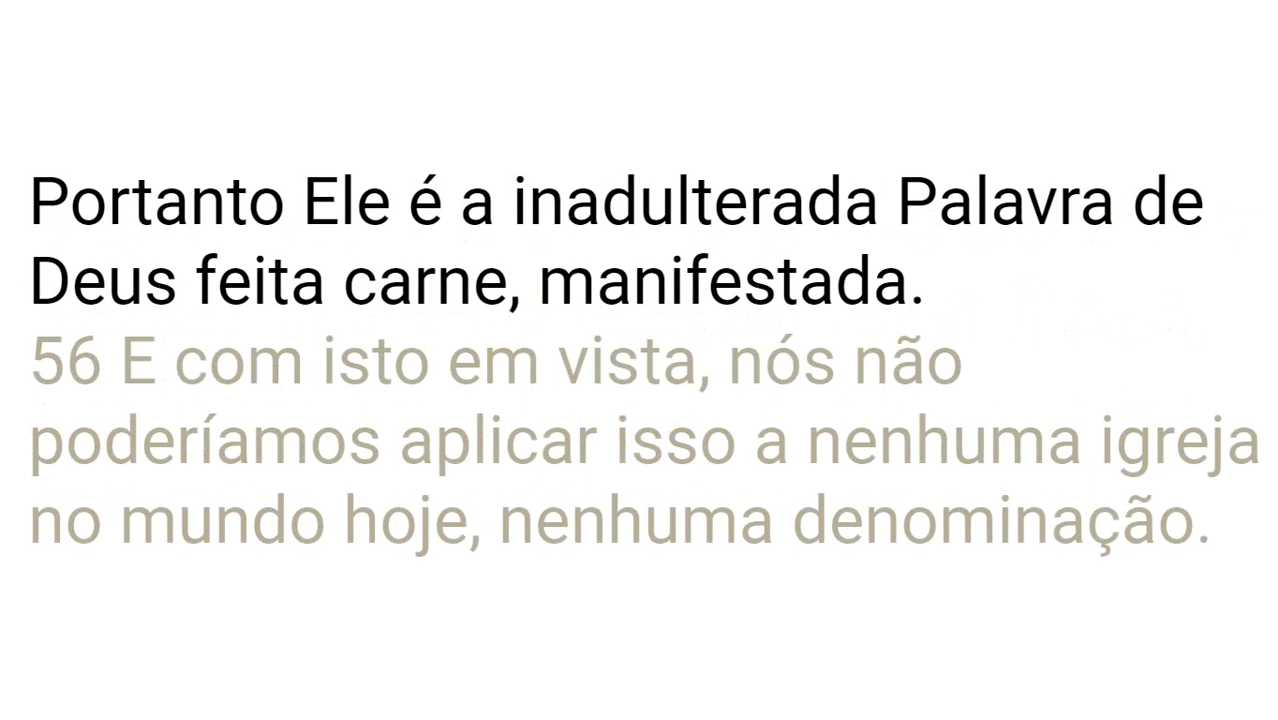 Portanto Ele é a inadulterada Palavra de
Deus feita carne, manifestada.
56 E com isto em vista, nós não
poderíamos aplicar isso a nenhuma igreja
no mundo hoje, nenhuma denominação.